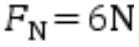 F_N = 6N